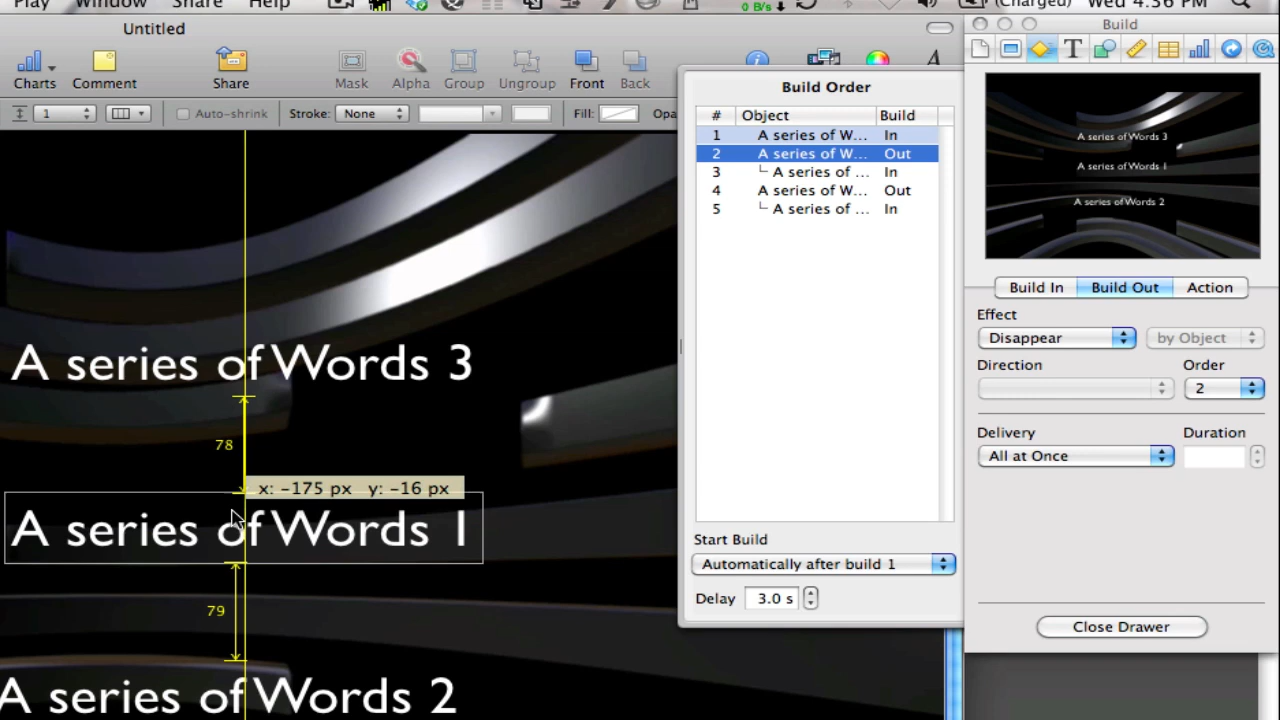 Play Window Share Help 0 B/s (Charged) Wed 4:36 PM
Untitled
Build
Charts Comment Share Mask Alpha Group Ungroup Front Back
1 Auto-shrink Stroke: None Fill: Opa
Build Order
# Object Build
1 A series of W... In
2 A series of W... Out
3 A series of ... In
4 A series of W... Out
5 A series of ... In
Start Build
Automatically after build 1
Delay 3.0 s
A series of Words 3
A series of Words 1
A series of Words 2
Build In Build Out Action
Effect
Disappear by Object
Direction Order
2
Delivery Duration
All at Once
Close Drawer
A series of Words 3
78
x: -175 px y: -16 px
A series of Words 1
79
A series of Words 2